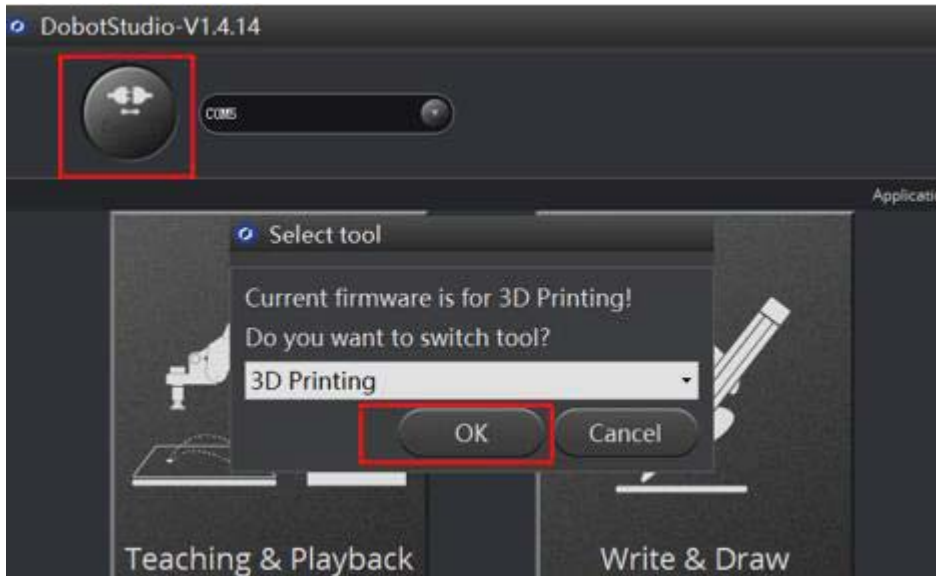 DobotStudio-V1.4.14
COM5
Applicati
Select tool
Current firmware is for 3D Printing!
Do you want to switch tool?
3D Printing
OK Cancel
Teaching & Playback
Write & Draw